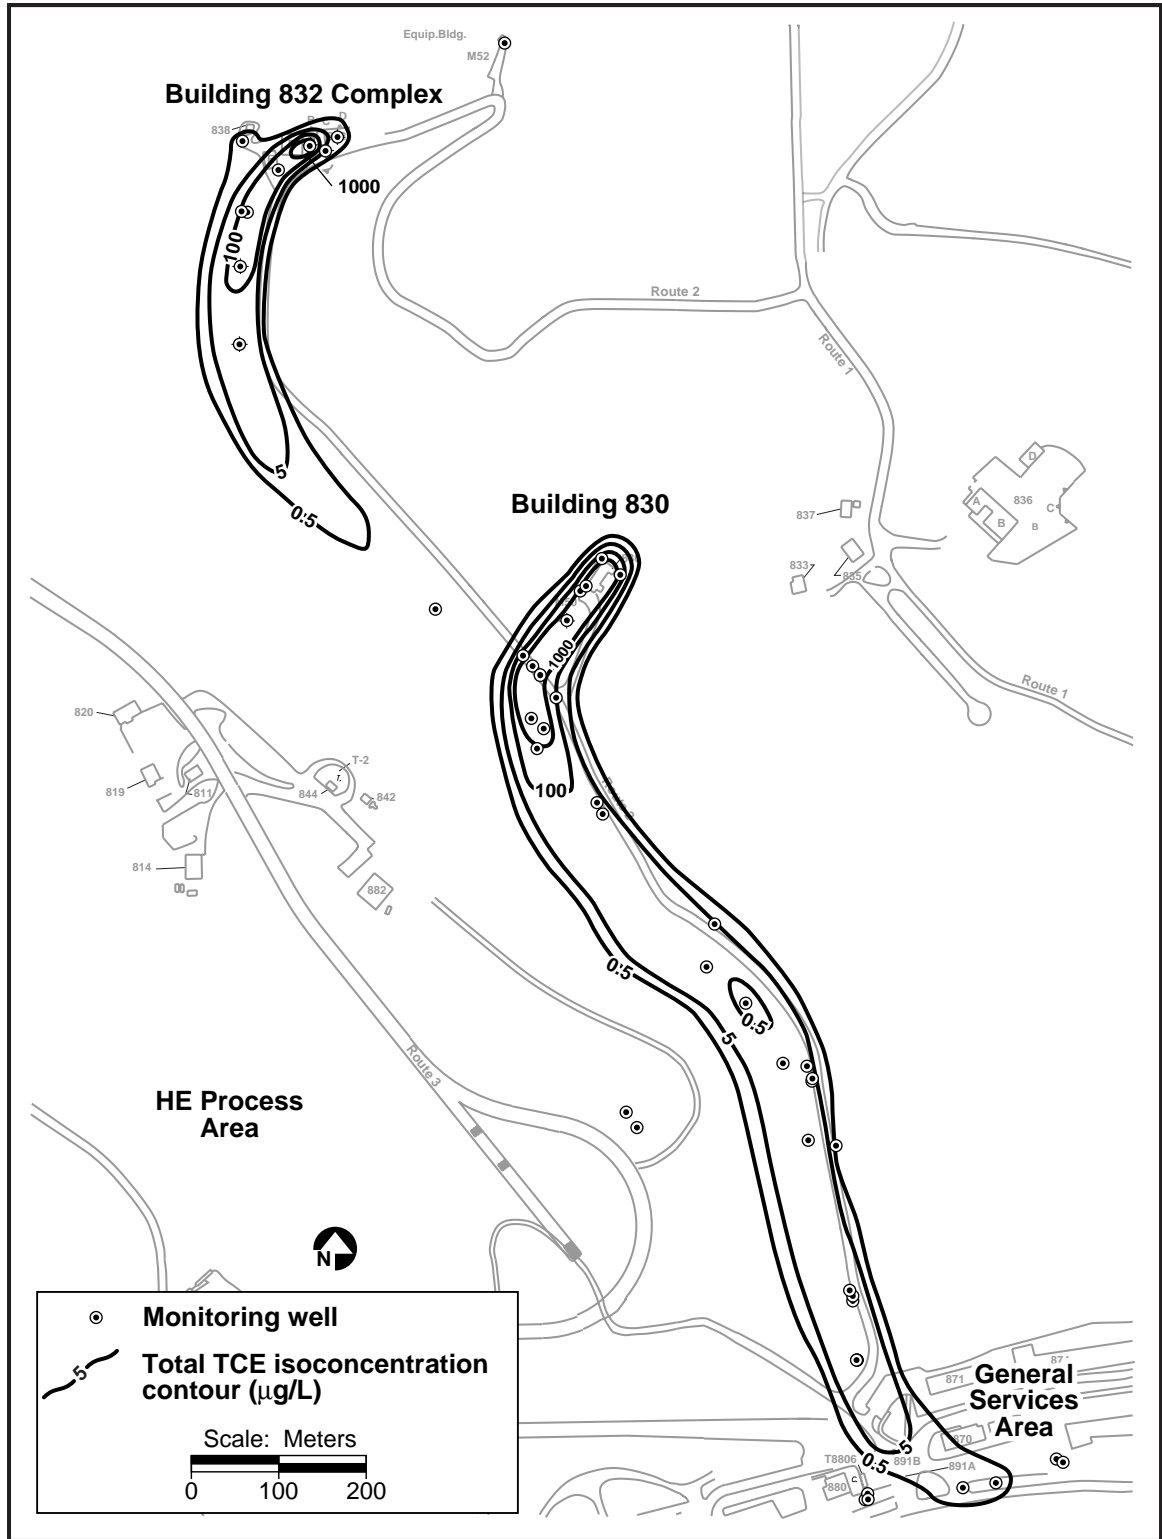 Equip.Bldg.
M52
Building 832 Complex
838
B
C
D
1000
100
Route 2
Route 1
5
0.5
Building 830
D
836
A
B
C
B
837
833
835
1000
Route 1
820
T-2
T.
819
811
844
842
100
814
882
0.5
0.5
5
Route 3
HE Process
Area
N
Monitoring well
5
Total TCE isoconcentration
contour (µg/L)
Scale: Meters
0
100
200
General
Services
Area
871
870
5
0.5
891B
891A
T8806
880